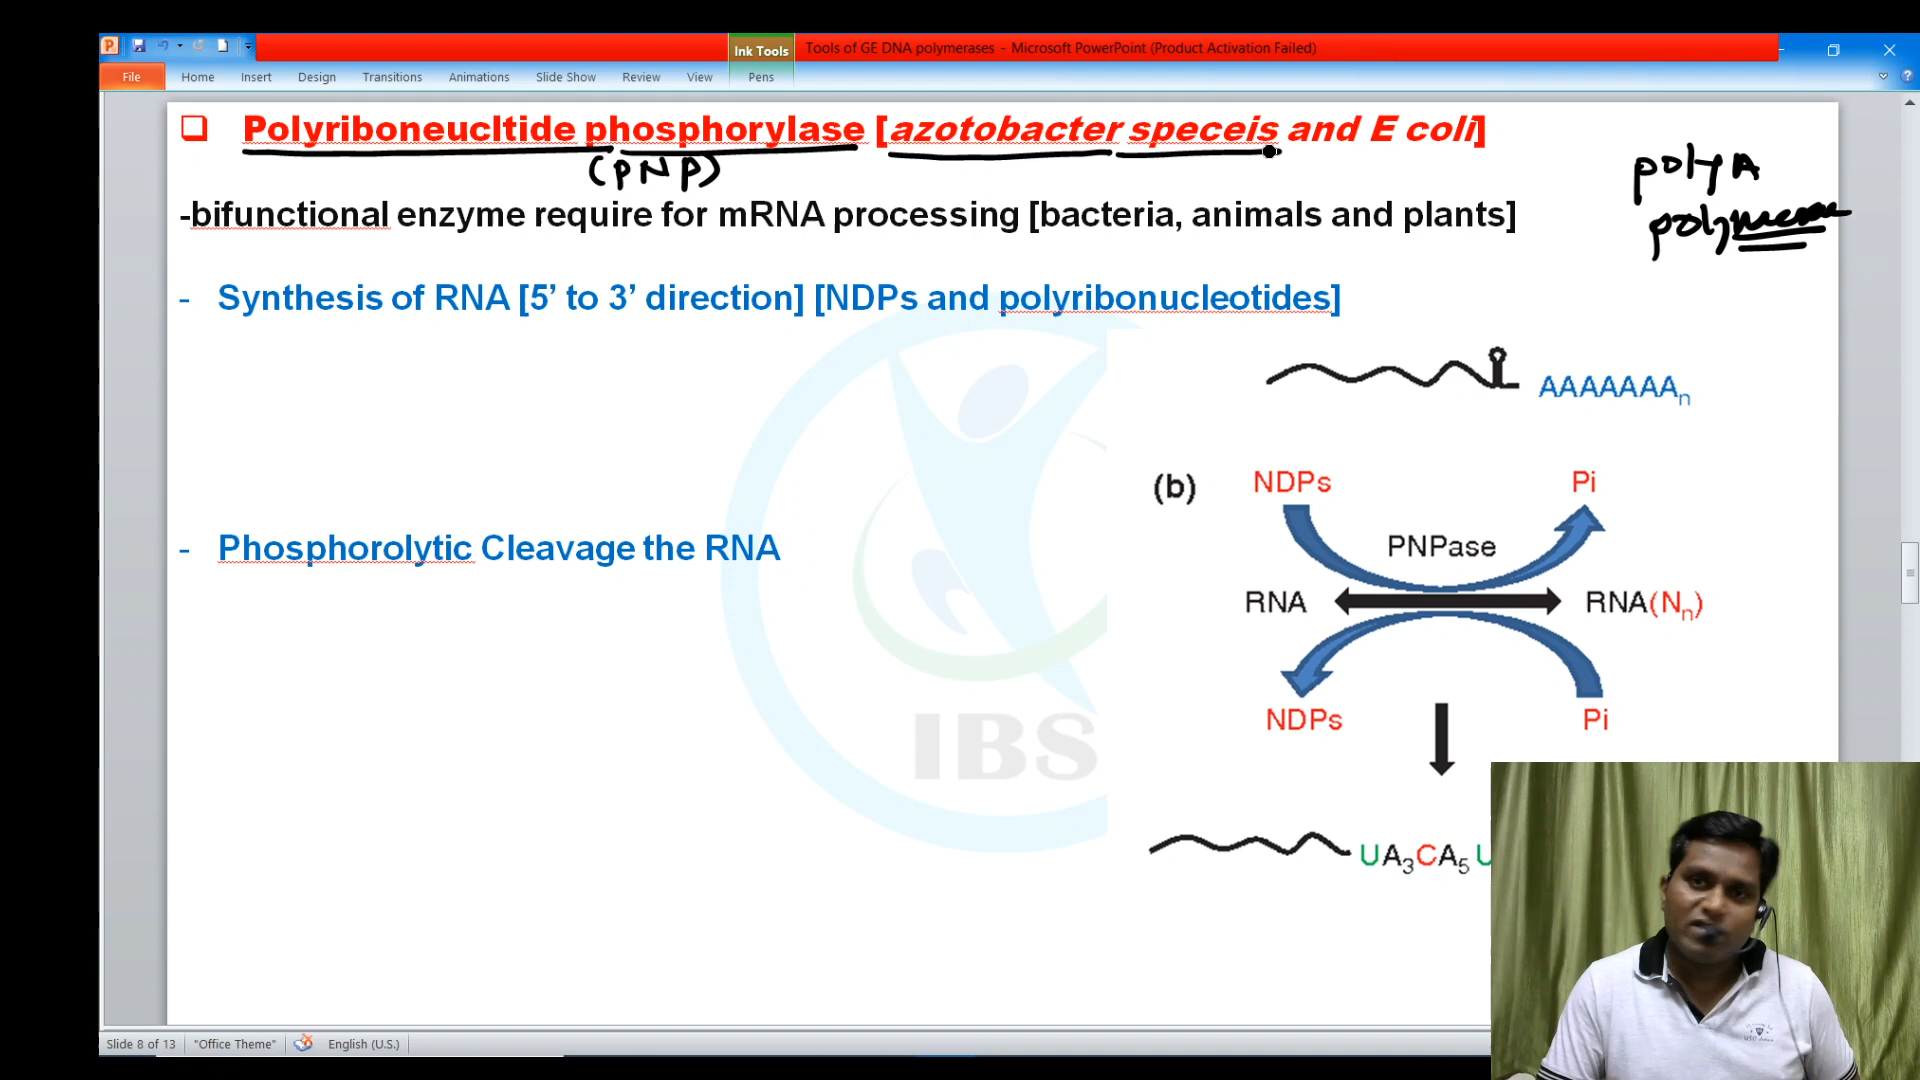 Ink Tools
Tools of GE DNA polymerases - Microsoft PowerPoint (Product Activation Failed)
File Home Insert Design Transitions Animations Slide Show Review View Pens
Polyriboneucltide phosphorylase [azotobacter speceis and E coli]
(PNP)
polyA
-bifunctional enzyme require for mRNA processing [bacteria, animals and plants]
- Synthesis of RNA [5’ to 3’ direction] [NDPs and polyribonucleotides]
AAAAAAAn
(b) NDPs Pi
PNPase
- Phosphorolytic Cleavage the RNA
RNA RNA(Nn)
NDPs Pi
IBS
UA3CA5 U
Slide 8 of 13 "Office Theme" English (U.S.)